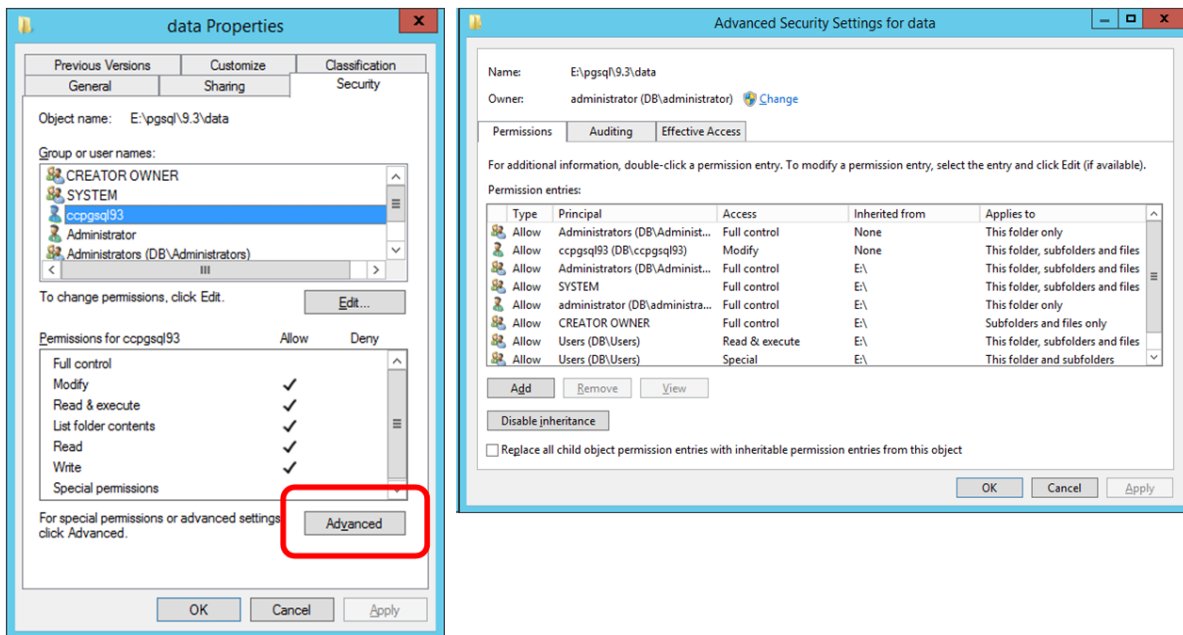 data Properties
x
Previous Versions Customize Classification
General Sharing Security
Object name: E:\pgsql\9.3\data
Group or user names:
CREATOR OWNER
SYSTEM
ccpgsql93
Administrator
Administrators (DB\Administrators)
To change permissions, click Edit.
Edit...
Permissions for ccpgsql93 Allow Deny
Full control
Modify
Read & execute
List folder contents
Read
Write
Special permissions
For special permissions or advanced settings
click Advanced.
Advanced
OK Cancel Apply
Advanced Security Settings for data
x
Name: E:\pgsql\9.3\data
Owner: administrator (DB\administrator) Change
Permissions Auditing Effective Access
For additional information, double-click a permission entry. To modify a permission entry, select the entry and click Edit (if available).
Permission entries:
Type Principal Access Inherited from Applies to
Allow Administrators (DB\Administ... Full control None This folder only
Allow ccpgsql93 (DB\ccpgsql93) Modify None This folder, subfolders and files
Allow Administrators (DB\Administ... Full control E:\ This folder, subfolders and files
Allow SYSTEM Full control E:\ This folder, subfolders and files
Allow administrator (DB\administra... Full control E:\ This folder only
Allow CREATOR OWNER Full control E:\ Subfolders and files only
Allow Users (DB\Users) Read & execute E:\ This folder, subfolders and files
Allow Users (DB\Users) Special E:\ This folder and subfolders
Add Remove View
Disable inheritance
Replace all child object permission entries with inheritable permission entries from this object
OK Cancel Apply